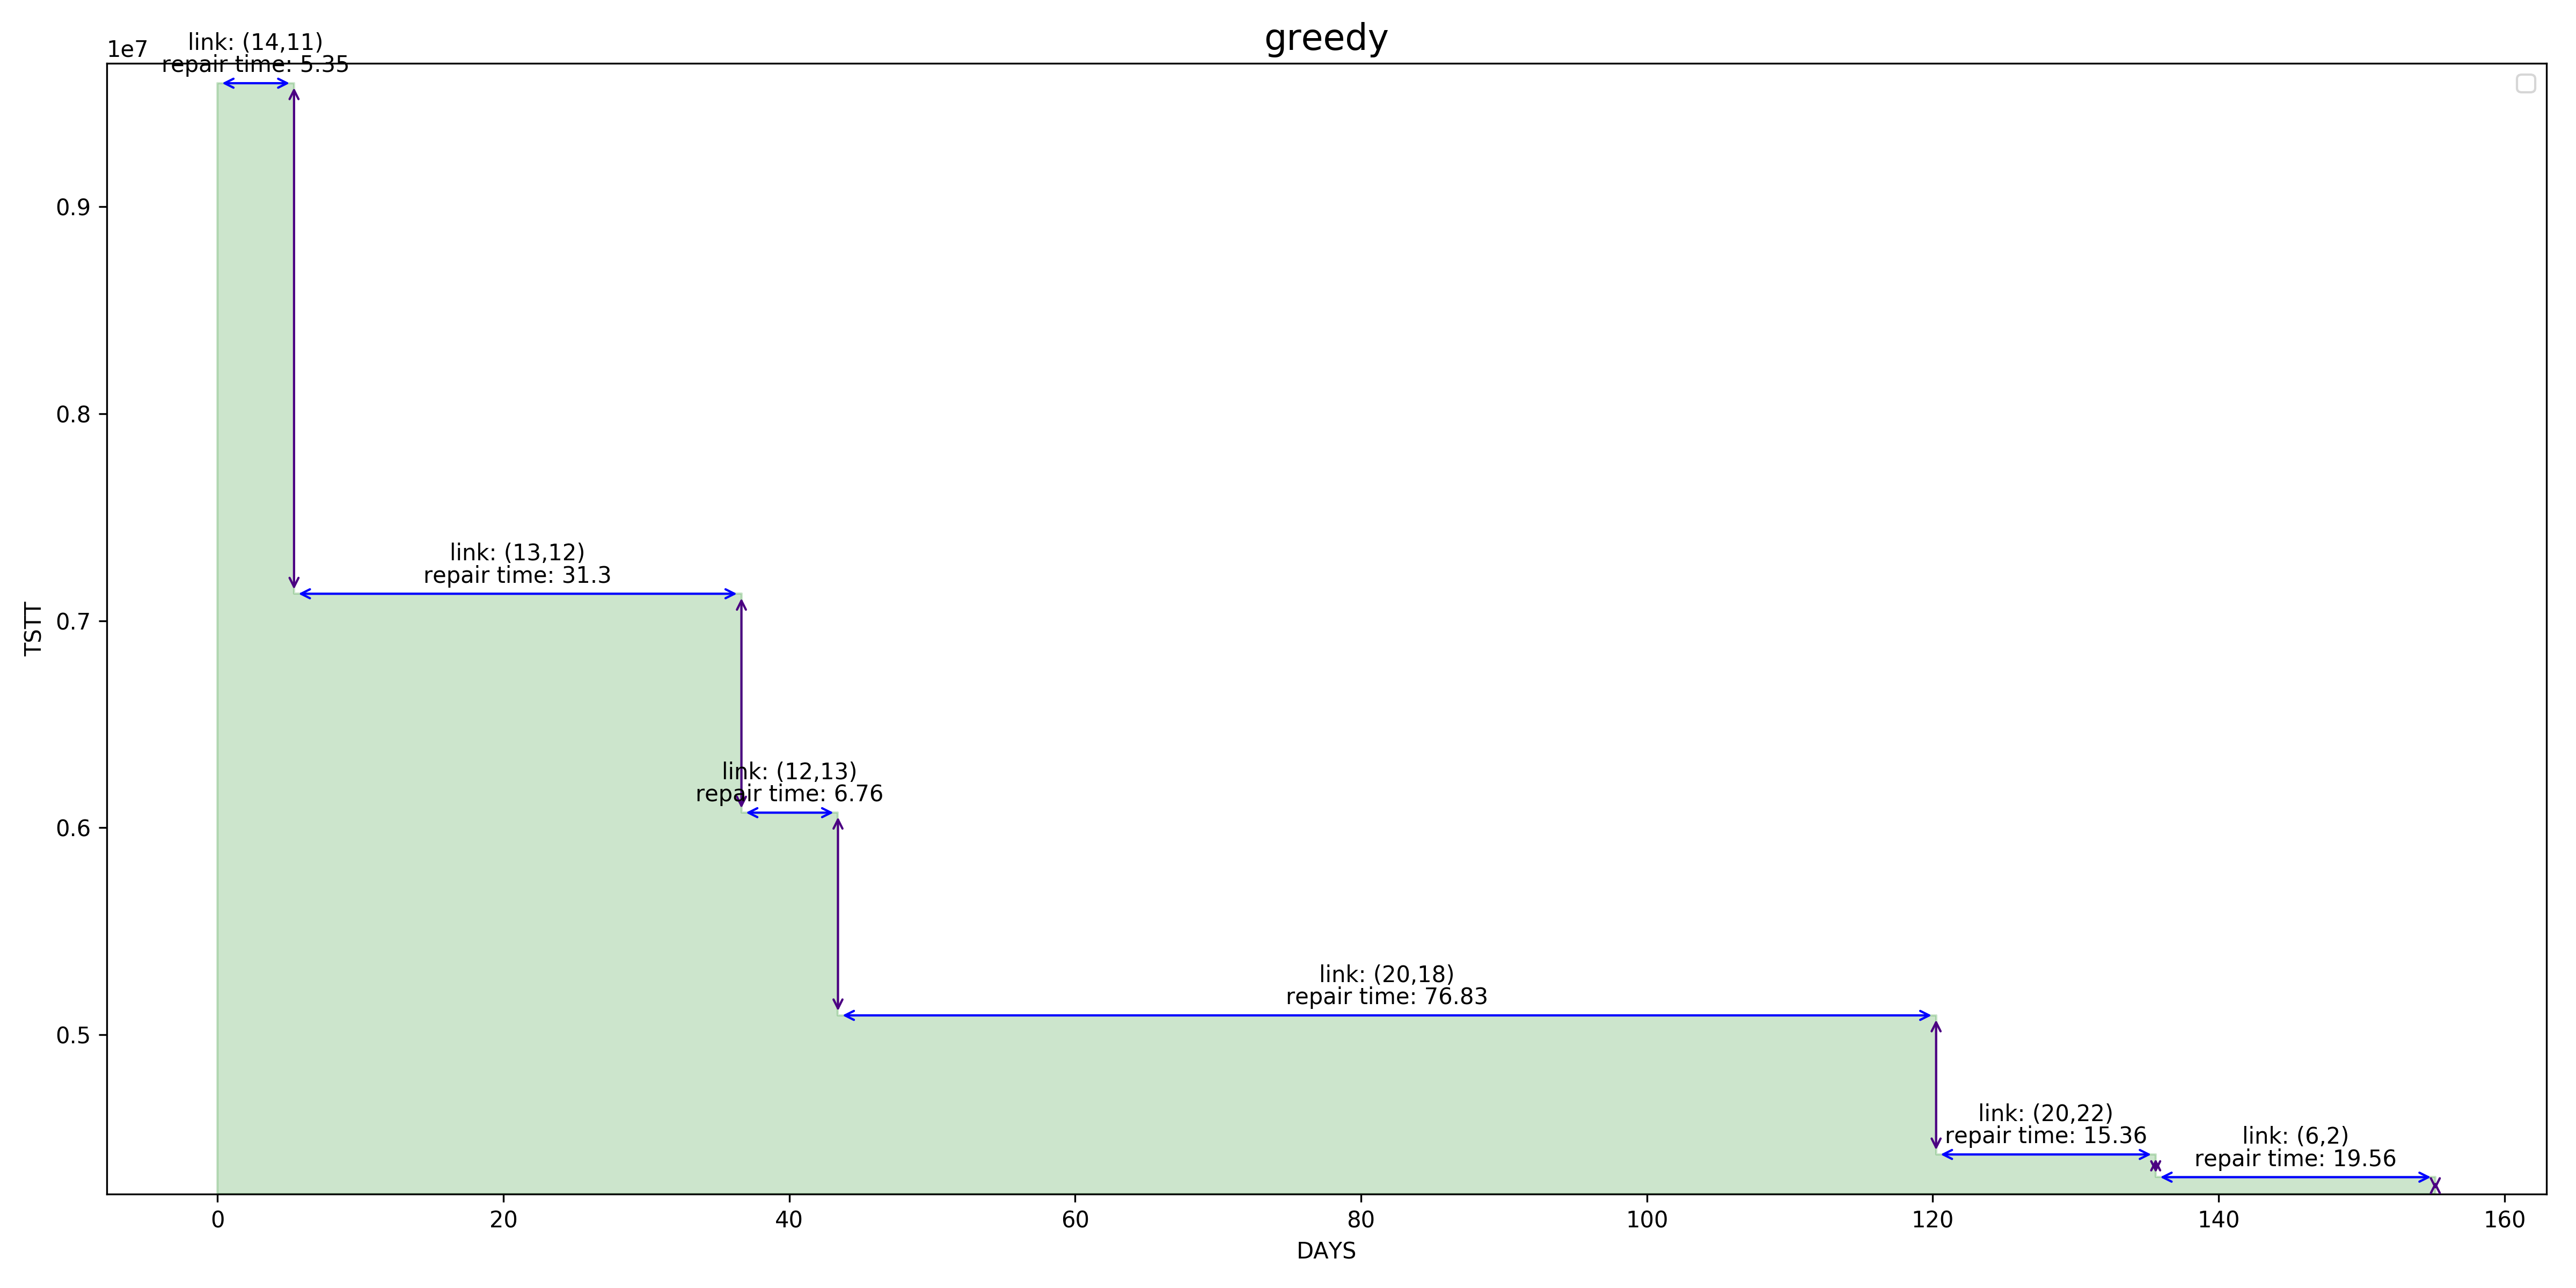 greedy
1e7
link: (14,11)
repair time: 5.35
0.9
0.8
link: (13,12)
repair time: 31.3
0.7
TSTT
link: (12,13)
repair time: 6.76
0.6
link: (20,18)
repair time: 76.83
0.5
link: (20,22)
repair time: 15.36
link: (6,2)
repair time: 19.56
0 20 40 60 80 100 120 140 160
DAYS